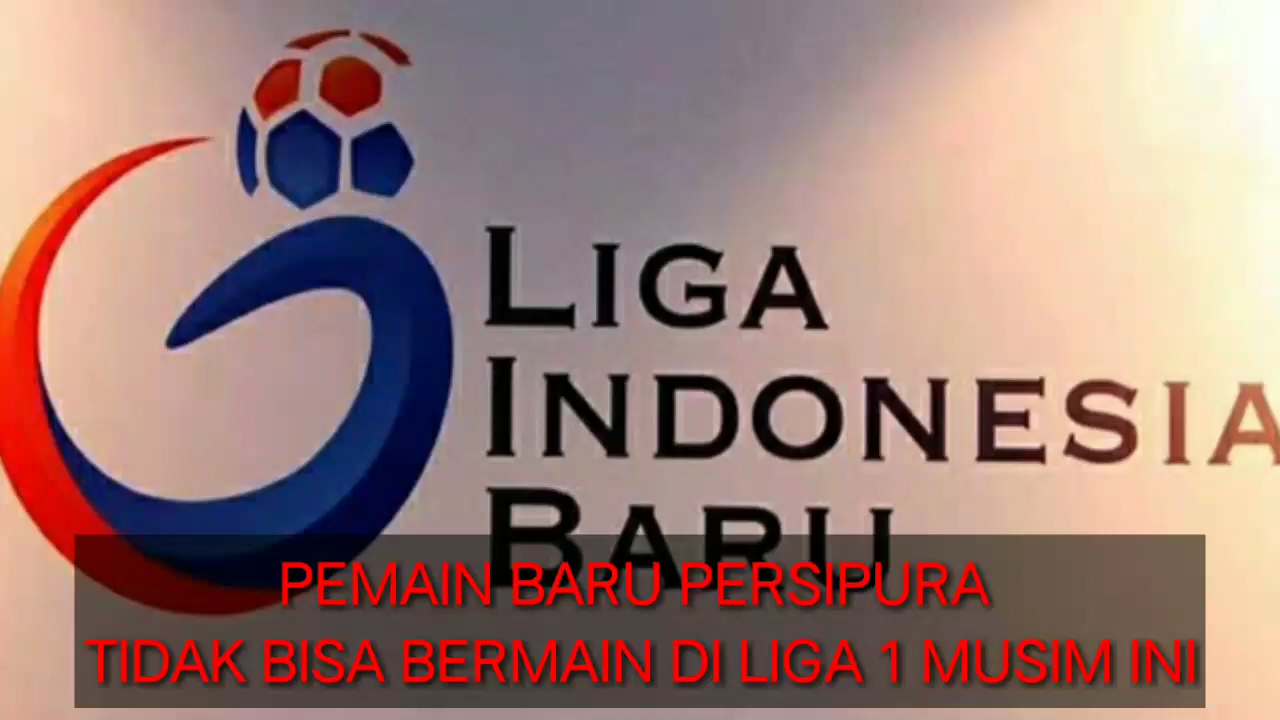 LIGA
INDONESIA
BARU
PEMAIN BARU PERSIPURA
TIDAK BISA BERMAIN DI LIGA 1 MUSIM INI